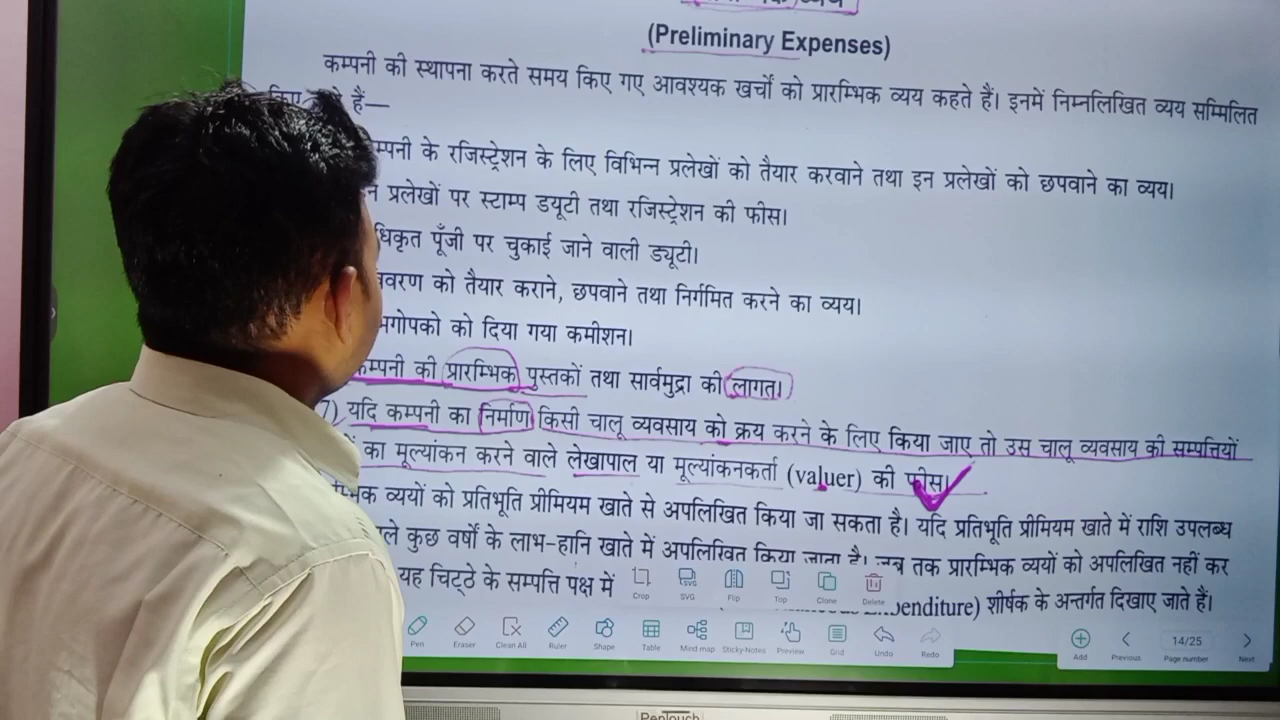 व्यय
(Preliminary Expenses)
कम्पनी की स्थापना करते समय किए गए आवश्यक खर्चों को प्रारम्भिक व्यय कहते हैं। इनमें निम्नलिखित व्यय सम्मिलित
हैं—
कम्पनी के रजिस्ट्रेशन के लिए विभिन्न प्रलेखों को तैयार करवाने तथा इन प्रलेखों को छपवाने का व्यय।
प्रलेखों पर स्टाम्प डयूटी तथा रजिस्ट्रेशन की फीस।
धिकृत पूँजी पर चुकाई जाने वाली ड्यूटी।
विवरण को तैयार कराने, छपवाने तथा निर्गमित करने का व्यय।
को दिया गया कमीशन।
कम्पनी की प्रारम्भिक पुस्तकों तथा सार्वमुद्रा की लागत।
7) यदि कम्पनी का निर्माण किसी चालू व्यवसाय को क्रय करने के लिए किया जाए तो उस चालू व्यवसाय की सम्पत्तियों
का मूल्यांकन करने वाले लेखापाल या मूल्यांकनकर्ता (valuer) की फीस।
व्ययों को प्रतिभूति प्रीमियम खाते से अपलिखित किया जा सकता है। यदि प्रतिभूति प्रीमियम खाते में राशि उपलब्ध
कुछ वर्षों के लाभ-हानि खाते में अपलिखित किया जाता है। तक प्रारम्भिक व्ययों को अपलिखित नहीं कर
यह चिट्ठे के सम्पत्ति पक्ष में penditure) शीर्षक के अन्तर्गत दिखाए जाते हैं।
Crop SVG Flip Top Clone Delete
Pen Eraser Clean All Ruler Shape Table Mind map Sticky-Notes Preview Grid Undo Redo
Add Previous 14/25 Page number Next
PenTouch